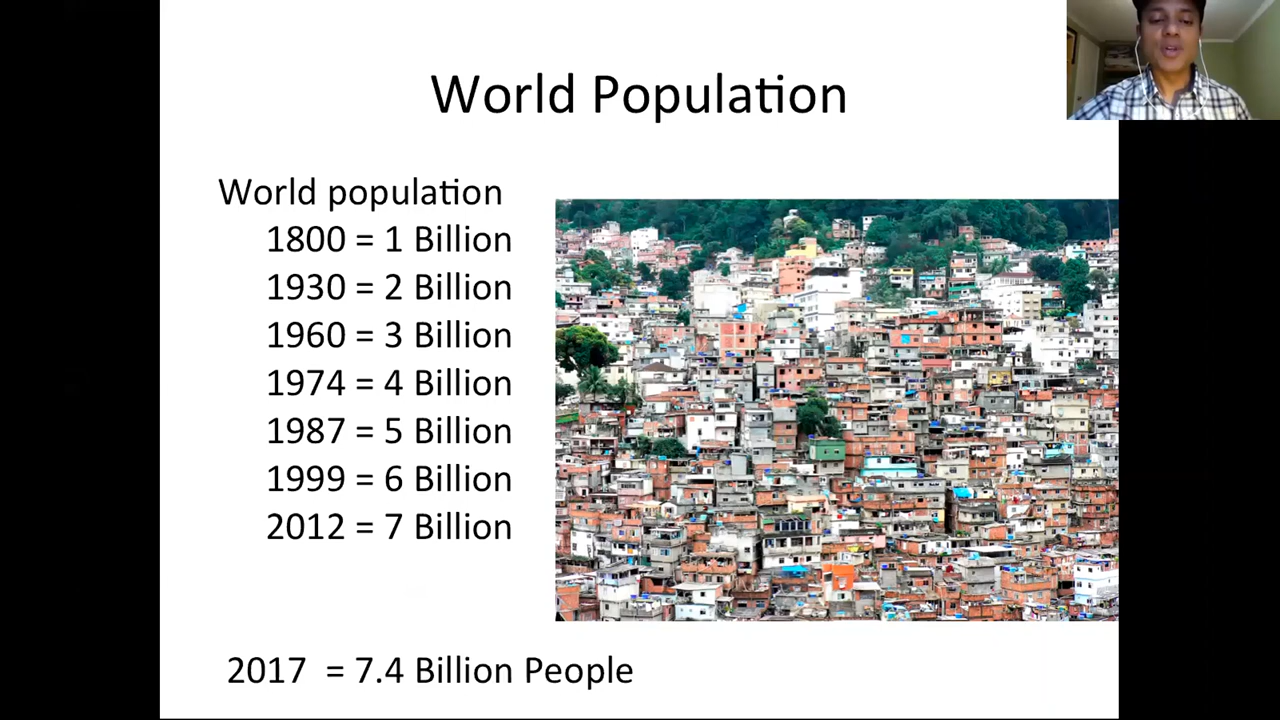 World Population
World population
1800 = 1 Billion
1930 = 2 Billion
1960 = 3 Billion
1974 = 4 Billion
1987 = 5 Billion
1999 = 6 Billion
2012 = 7 Billion
2017 = 7.4 Billion People